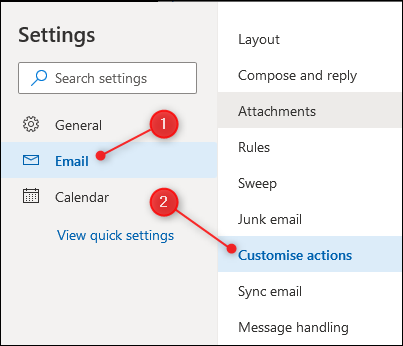 Settings
Search settings
General
Email
Calendar
View quick settings
1
2
Layout
Compose and reply
Attachments
Rules
Sweep
Junk email
Customise actions
Sync email
Message handling